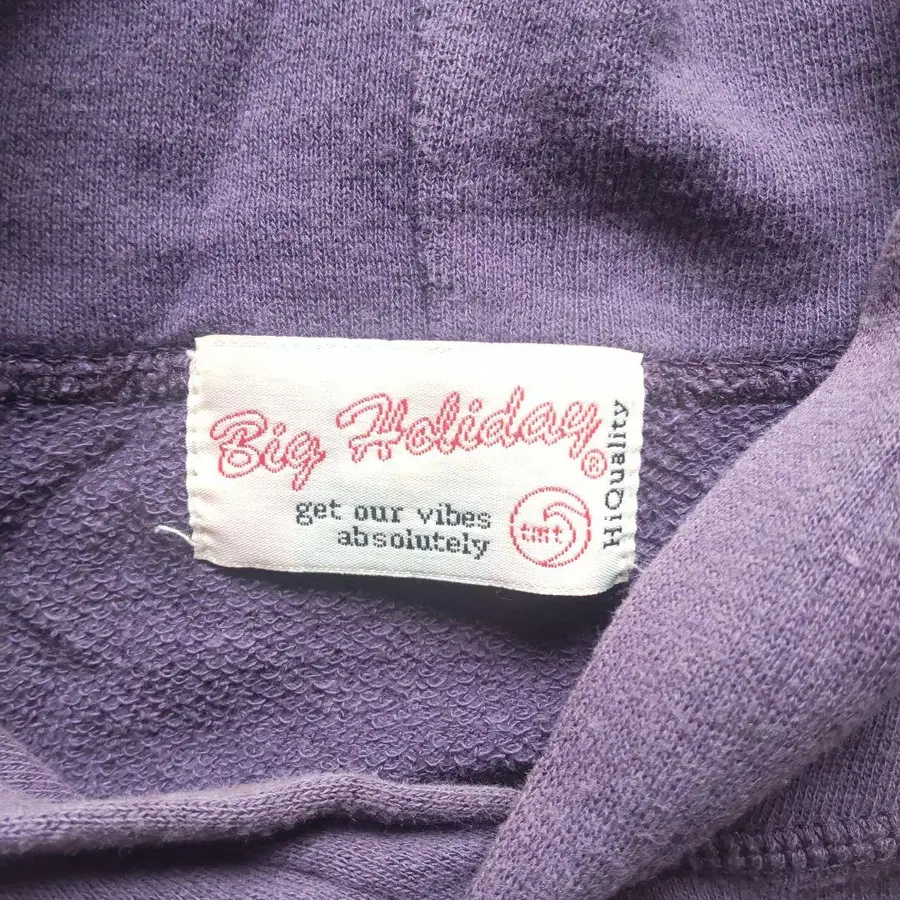 Big Holiday®
get our vibes
absolutely
tmt
HiQuality